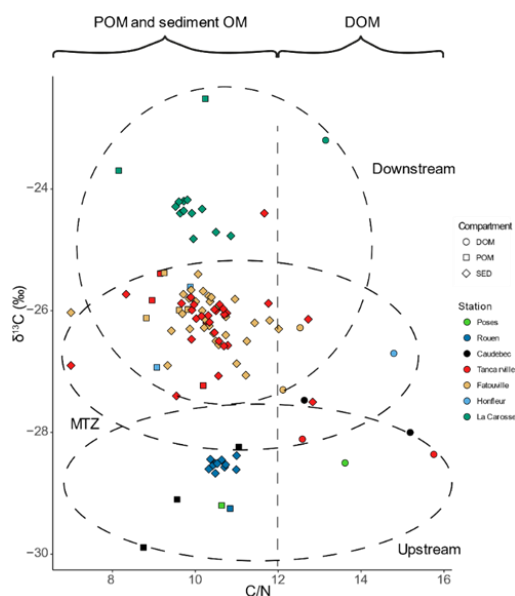 POM and sediment OM
DOM
Downstream
−24
−26
−28
−30
δ¹³C (‰)
MTZ
Upstream
8
10
12
14
16
C/N
Compartment
DOM
POM
SED
Station
Poses
Rouen
Caudebec
Tancarville
Fatouville
Honfleur
La Carosse